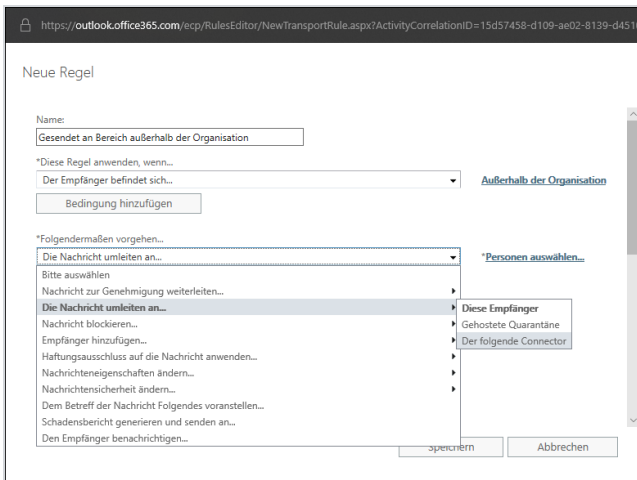 https://outlook.office365.com/ecp/RulesEditor/NewTransportRule.aspx?ActivityCorrelationID=15d57458-d109-ae02-8139-d451
Neue Regel
Name:
Gesendet an Bereich außerhalb der Organisation
*Diese Regel anwenden, wenn...
Der Empfänger befindet sich... Außerhalb der Organisation
Bedingung hinzufügen
*Folgendermaßen vorgehen...
Die Nachricht umleiten an... *Personen auswählen...
Bitte auswählen
Nachricht zur Genehmigung weiterleiten...
Die Nachricht umleiten an... Diese Empfänger
Nachricht blockieren... Gehostete Quarantäne
Empfänger hinzufügen... Der folgende Connector
Haftungsausschluss auf die Nachricht anwenden...
Nachrichteneigenschaften ändern...
Nachrichtensicherheit ändern...
Dem Betreff der Nachricht Folgendes voranstellen...
Schadensbericht generieren und senden an...
Den Empfänger benachrichtigen...
Speichern Abbrechen